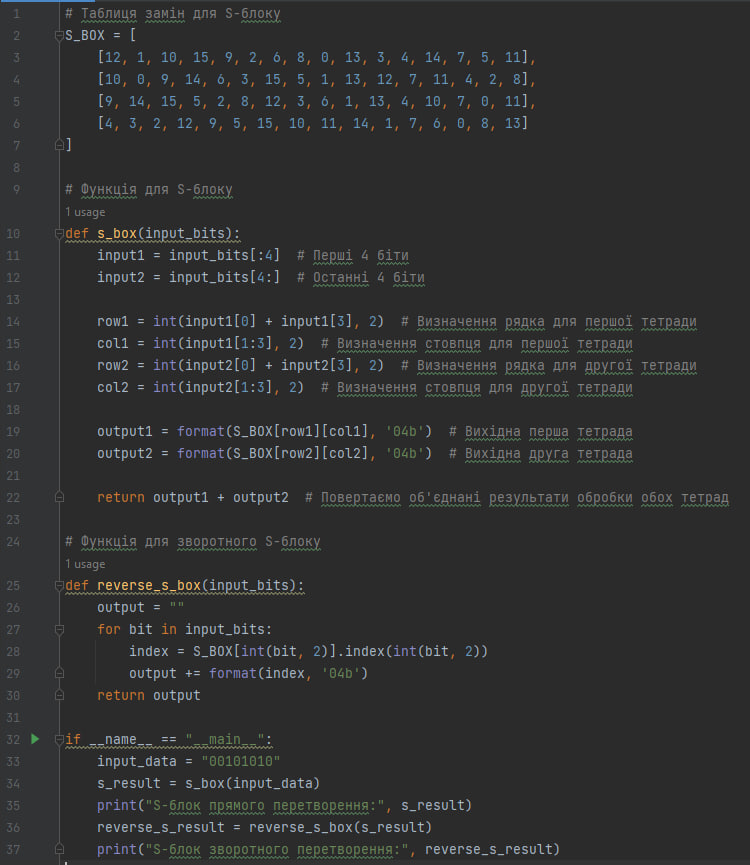 1 # Таблиця замін для S-блоку
2 S_BOX = [
3     [12, 1, 10, 15, 9, 2, 6, 8, 0, 13, 3, 4, 14, 7, 5, 11],
4     [10, 0, 9, 14, 6, 3, 15, 5, 1, 13, 12, 7, 11, 4, 2, 8],
5     [9, 14, 15, 5, 2, 8, 12, 3, 6, 1, 13, 4, 10, 7, 0, 11],
6     [4, 3, 2, 12, 9, 5, 15, 10, 11, 14, 1, 7, 6, 0, 8, 13]
7 ]
8
9 # Функція для S-блоку
1 usage
10 def s_box(input_bits):
11     input1 = input_bits[:4]  # Перші 4 біти
12     input2 = input_bits[4:]  # Останні 4 біти
13
14     row1 = int(input1[0] + input1[3], 2)  # Визначення рядка для першої тетради
15     col1 = int(input1[1:3], 2)  # Визначення стовпця для першої тетради
16     row2 = int(input2[0] + input2[3], 2)  # Визначення рядка для другої тетради
17     col2 = int(input2[1:3], 2)  # Визначення стовпця для другої тетради
18
19     output1 = format(S_BOX[row1][col1], '04b')  # Вихідна перша тетрада
20     output2 = format(S_BOX[row2][col2], '04b')  # Вихідна друга тетрада
21
22     return output1 + output2  # Повертаємо об'єднані результати обробки обох тетрад
23
24 # Функція для зворотного S-блоку
1 usage
25 def reverse_s_box(input_bits):
26     output = ""
27     for bit in input_bits:
28         index = S_BOX[int(bit, 2)].index(int(bit, 2))
29         output += format(index, '04b')
30     return output
31
32 if __name__ == "__main__":
33     input_data = "00101010"
34     s_result = s_box(input_data)
35     print("S-блок прямого перетворення:", s_result)
36     reverse_s_result = reverse_s_box(s_result)
37     print("S-блок зворотного перетворення:", reverse_s_result)